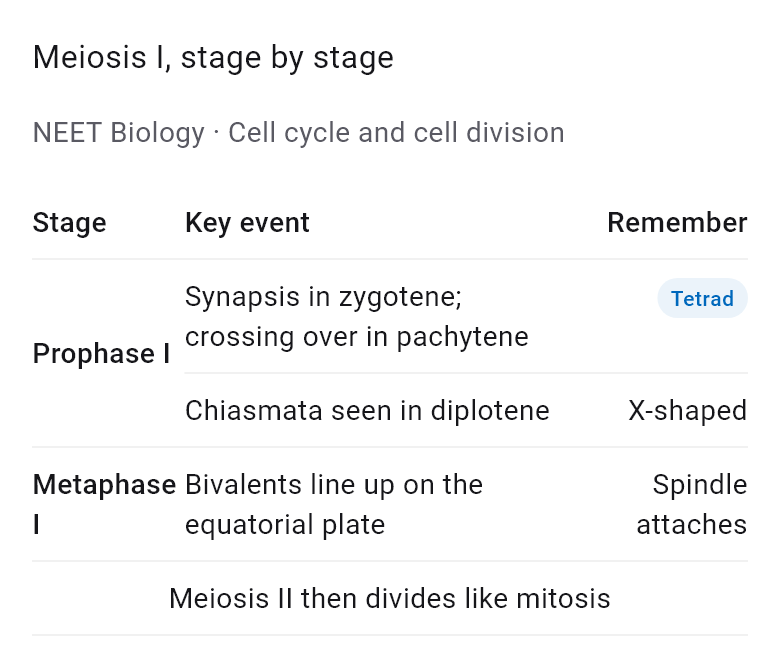 Meiosis I, stage by stage
NEET Biology · Cell cycle and cell division
Stage Key event Remember
Prophase I
Synapsis in zygotene;
crossing over in pachytene
Tetrad
Chiasmata seen in diplotene X-shaped
Metaphase
I
Bivalents line up on the
equatorial plate
Spindle
attaches
Meiosis II then divides like mitosis